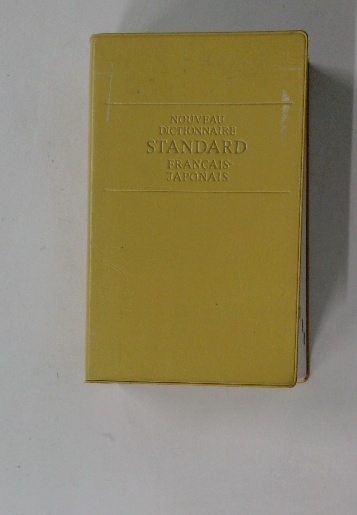 NOUVEAU
DICTIONNAIRE
STANDARD
FRANÇAIS-
JAPONAIS